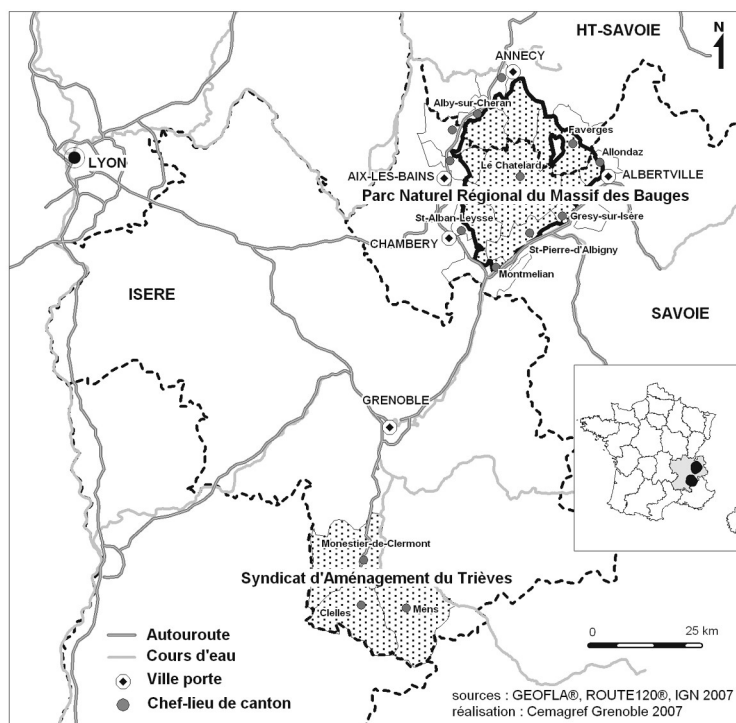 HT-SAVOIE
N
ANNECY
Alby-sur-Cheran
LYON
Faverges
Allondaz
Le Chatelard
AIX-LES-BAINS
ALBERTVILLE
Parc Naturel Régional du Massif des Bauges
St-Alban-Leysse
Gresy-sur-Isère
CHAMBERY
St-Pierre-d'Albigny
Montmelian
ISERE
SAVOIE
GRENOBLE
Monestier-de-Clermont
Syndicat d'Aménagement du Trièves
Clelles
Mens
Autouroute
Cours d'eau
Ville porte
Chef-lieu de canton
0 25 km
sources : GEOFLA®, ROUTE120®, IGN 2007
réalisation : Cemagref Grenoble 2007